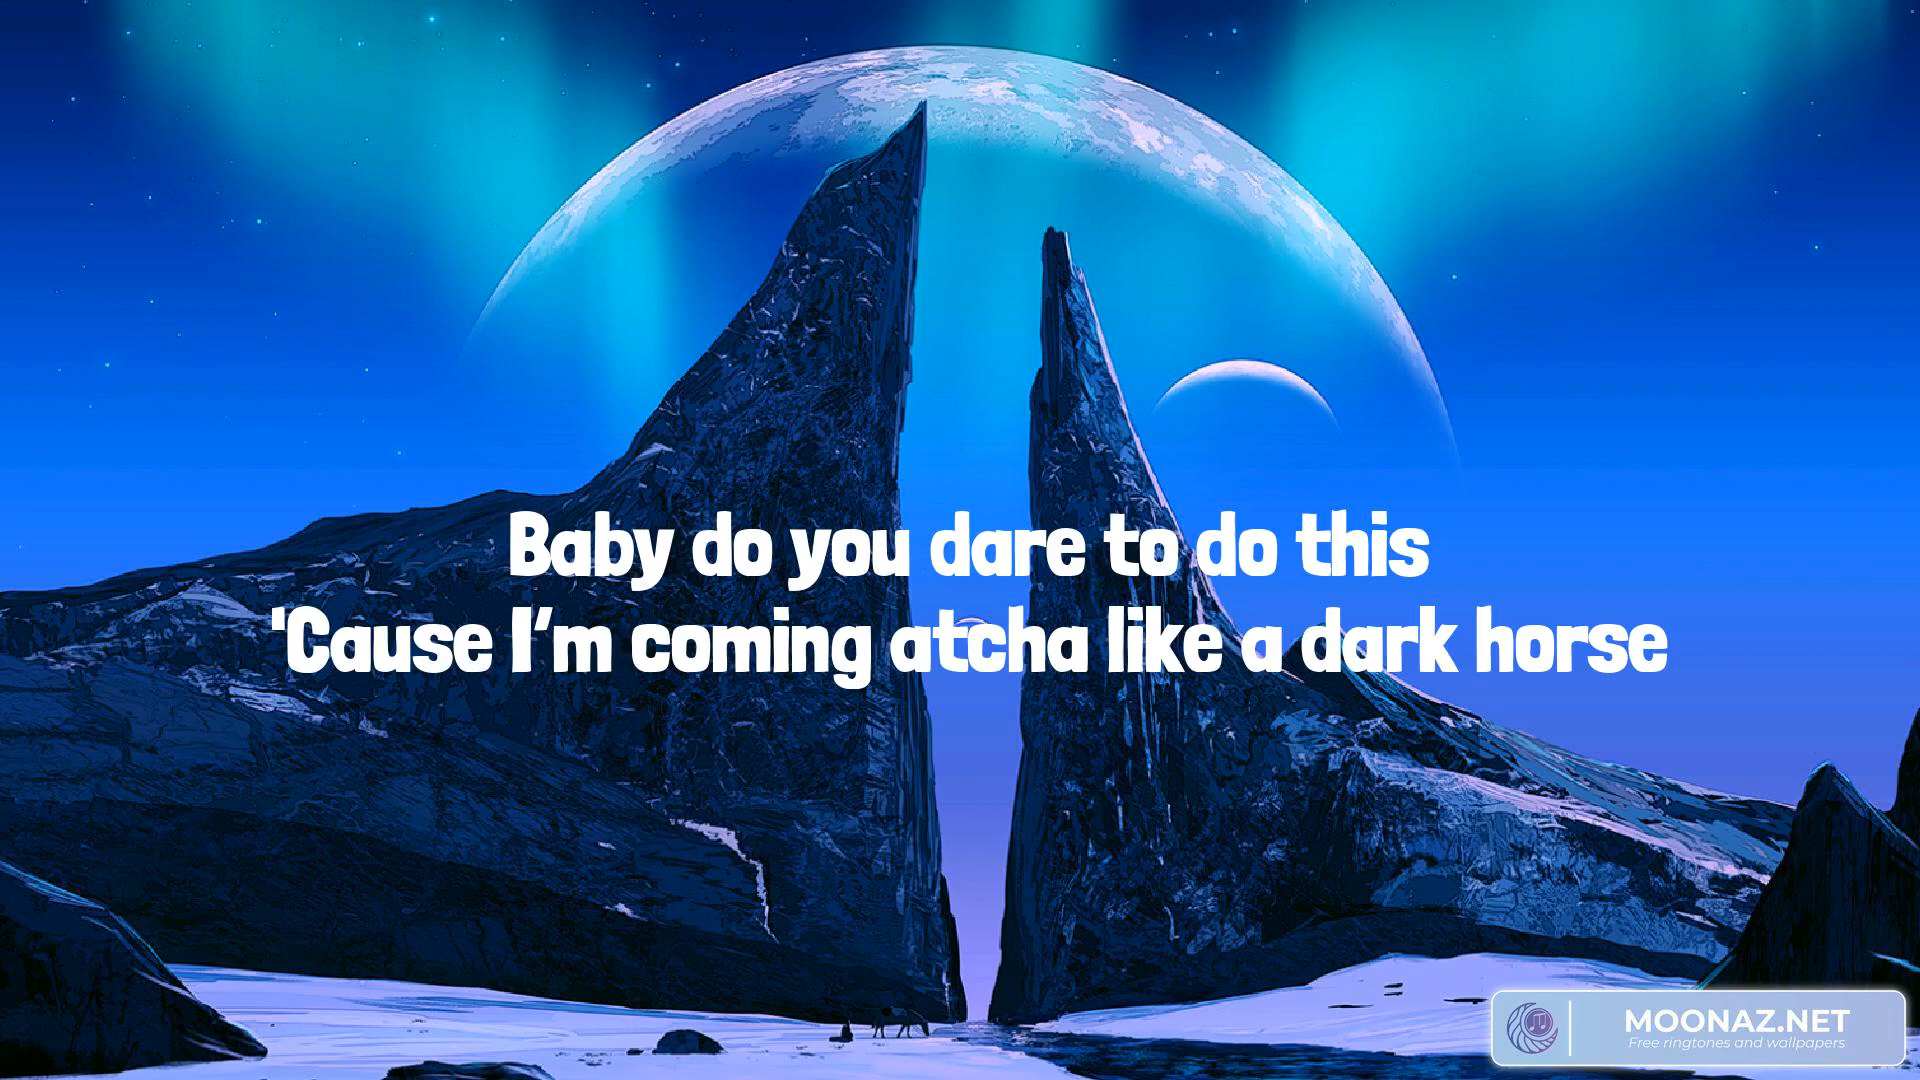 Baby do you dare to do this
'Cause I'm coming atcha like a dark horse
MOONAZ.NET
Free ringtones and wallpapers